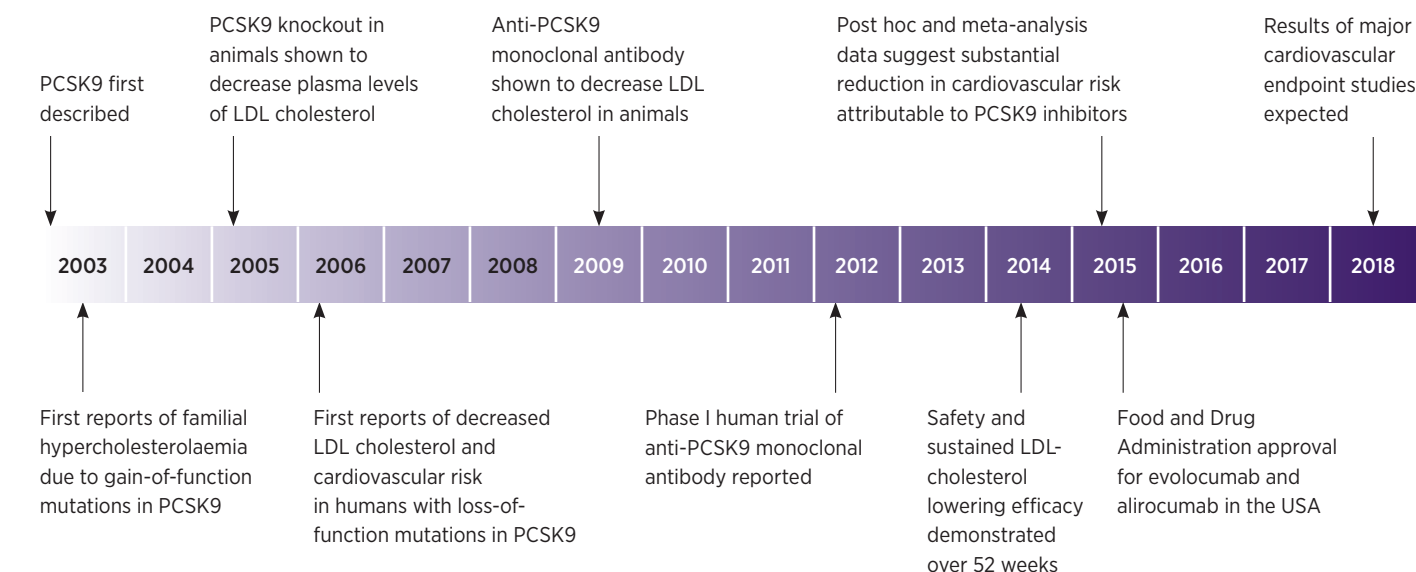 PCSK9 first
described
PCSK9 knockout in
animals shown to
decrease plasma levels
of LDL cholesterol
Anti-PCSK9
monoclonal antibody
shown to decrease LDL
cholesterol in animals
Post hoc and meta-analysis
data suggest substantial
reduction in cardiovascular risk
attributable to PCSK9 inhibitors
Results of major
cardiovascular
endpoint studies
expected
2003 2004 2005 2006 2007 2008 2009 2010 2011 2012 2013 2014 2015 2016 2017 2018
First reports of familial
hypercholesterolaemia
due to gain-of-function
mutations in PCSK9
First reports of decreased
LDL cholesterol and
cardiovascular risk
in humans with loss-of-
function mutations in PCSK9
Phase I human trial of
anti-PCSK9 monoclonal
antibody reported
Safety and
sustained LDL-
cholesterol
lowering efficacy
demonstrated
over 52 weeks
Food and Drug
Administration approval
for evolocumab and
alirocumab in the USA